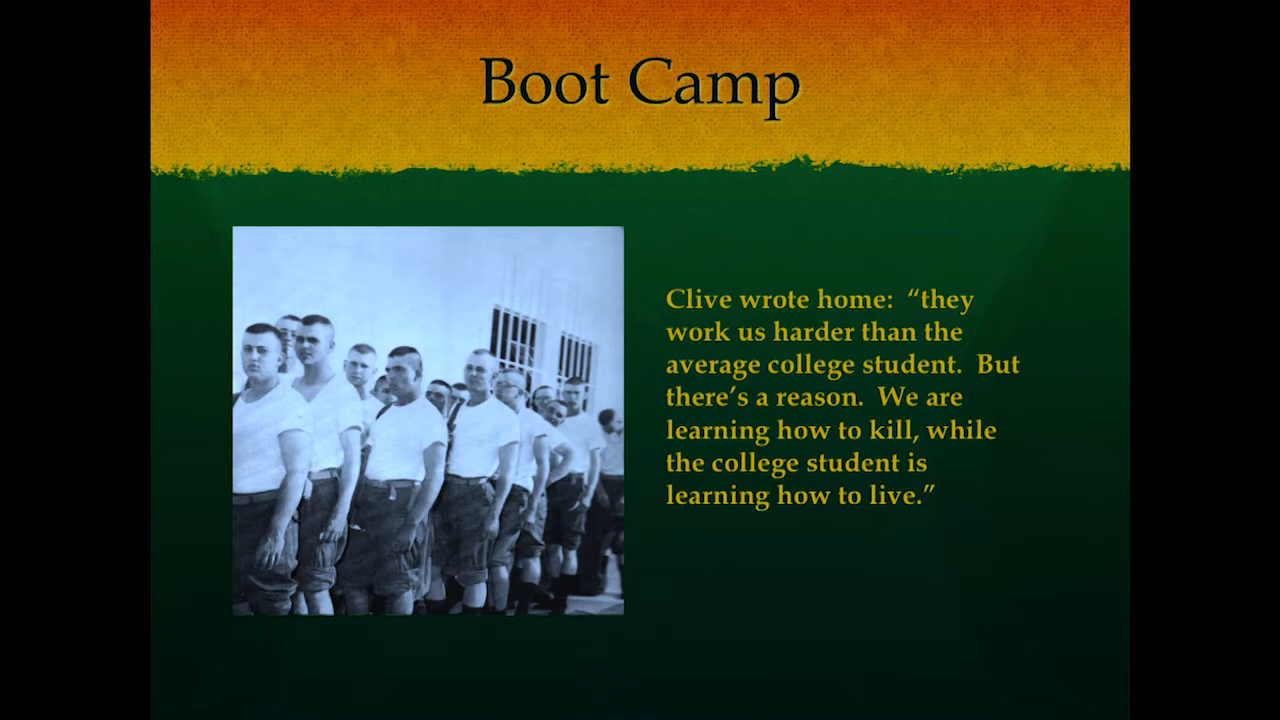 Boot Camp
Clive wrote home:  “they
work us harder than the
average college student.  But
there’s a reason.  We are
learning how to kill, while
the college student is
learning how to live.”